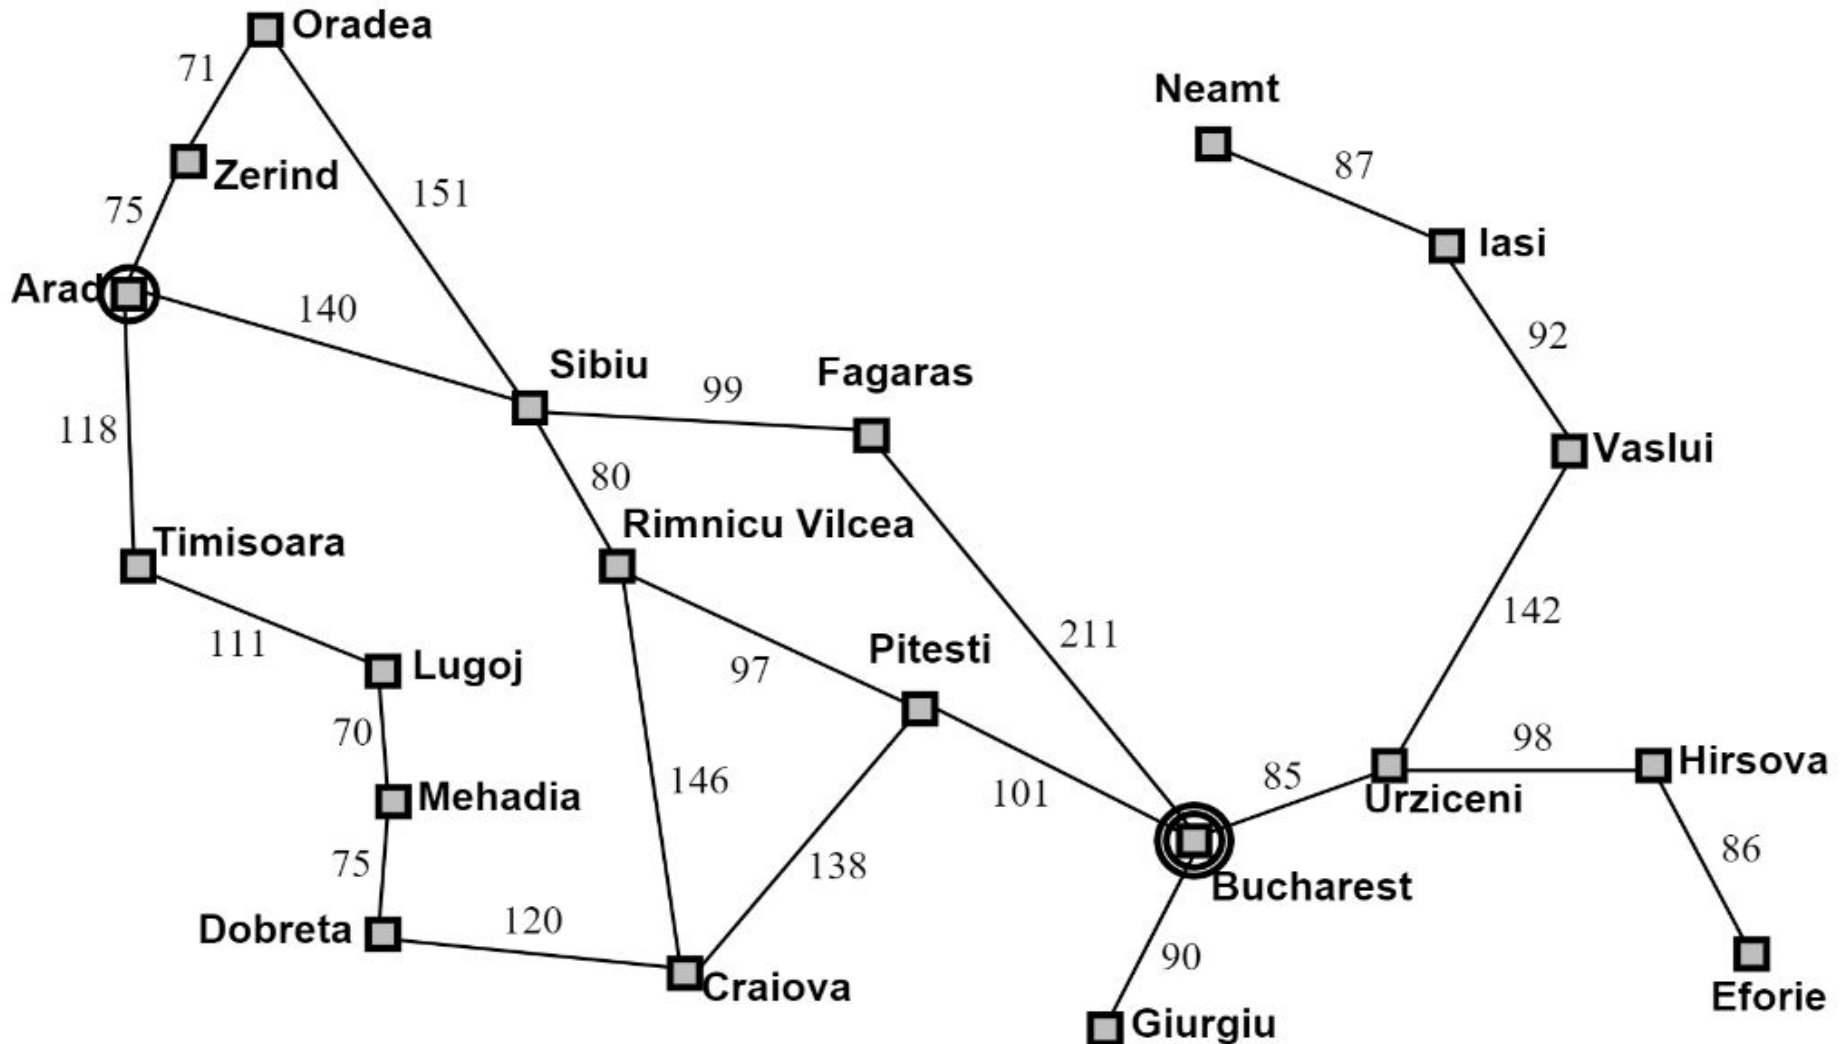 Oradea
71
Neamt
87
Zerind
151
75
Iasi
Arad
140
92
Sibiu
99
Fagaras
118
Vaslui
80
Timisoara
Rimnicu Vilcea
142
111
Lugoj
97
Pitesti
211
70
98
Hirsova
146
101
85
Mehadia
Urziceni
75
138
86
Bucharest
Dobreta
120
90
Craiova
Eforie
Giurgiu